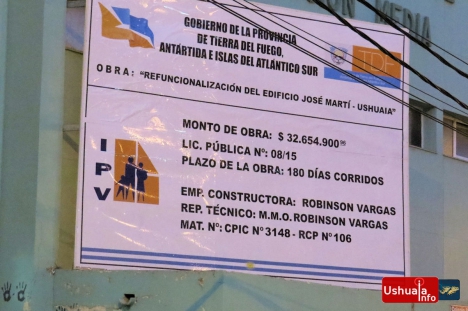 ION MEDIA
GOBIERNO DE LA PROVINCIA
DE TIERRA DEL FUEGO,
ANTÁRTIDA E ISLAS DEL ATLÁNTICO SUR
TDF
OBRA: "REFUNCIONALIZACIÓN DEL EDIFICIO JOSÉ MARTÍ - USHUAIA"
IPV
MONTO DE OBRA: $ 32.654.900
LIC. PÚBLICA Nº: 08/15
PLAZO DE LA OBRA: 180 DÍAS CORRIDOS
EMP. CONSTRUCTORA: ROBINSON VARGAS
REP. TÉCNICO: M.M.O. ROBINSON VARGAS
MAT. Nº: CPIC Nº 3148 - RCP Nº 106
Ushuaia
Info